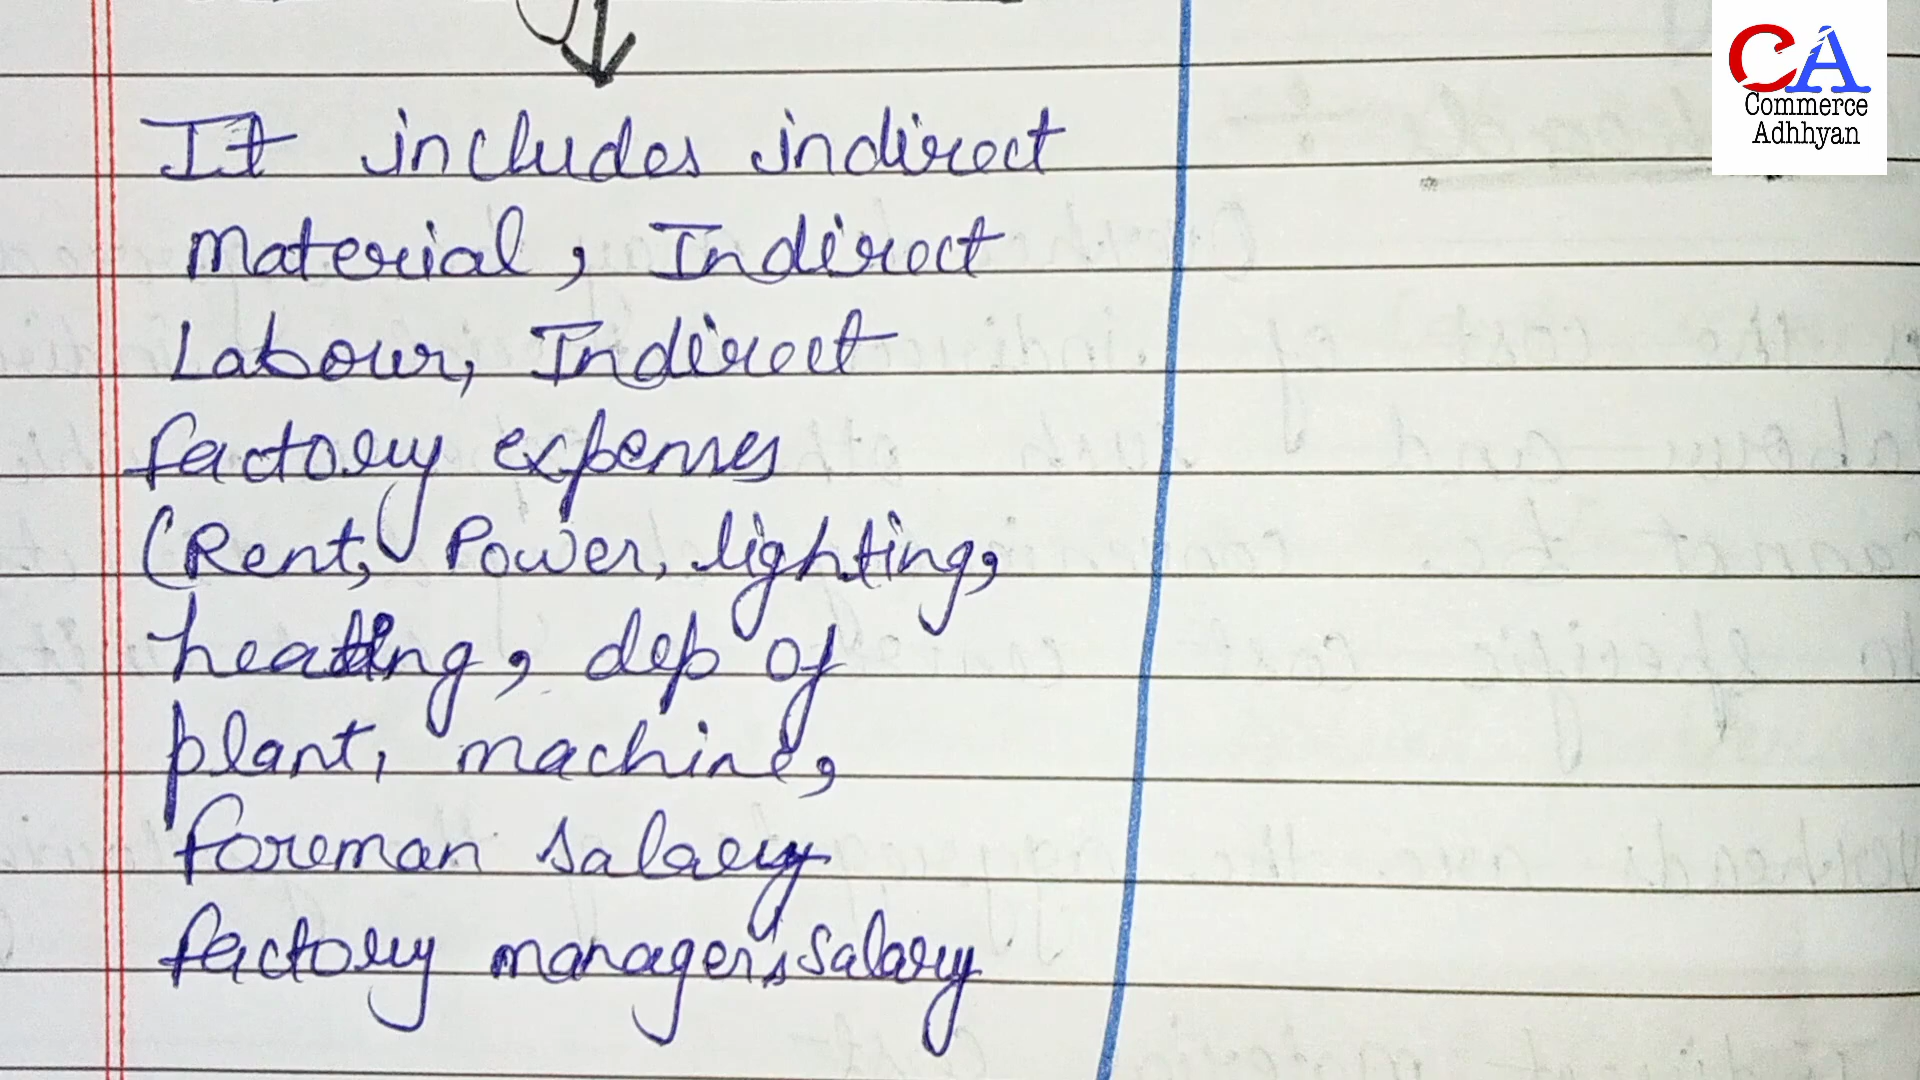 It includes indirect
Material, Indirect
Labour, Indirect
factory expenses
(Rent, Power, lighting,
heating, dep of
plant, machine,
foreman salary
factory manager's salary
CA
Commerce
Adhhyan